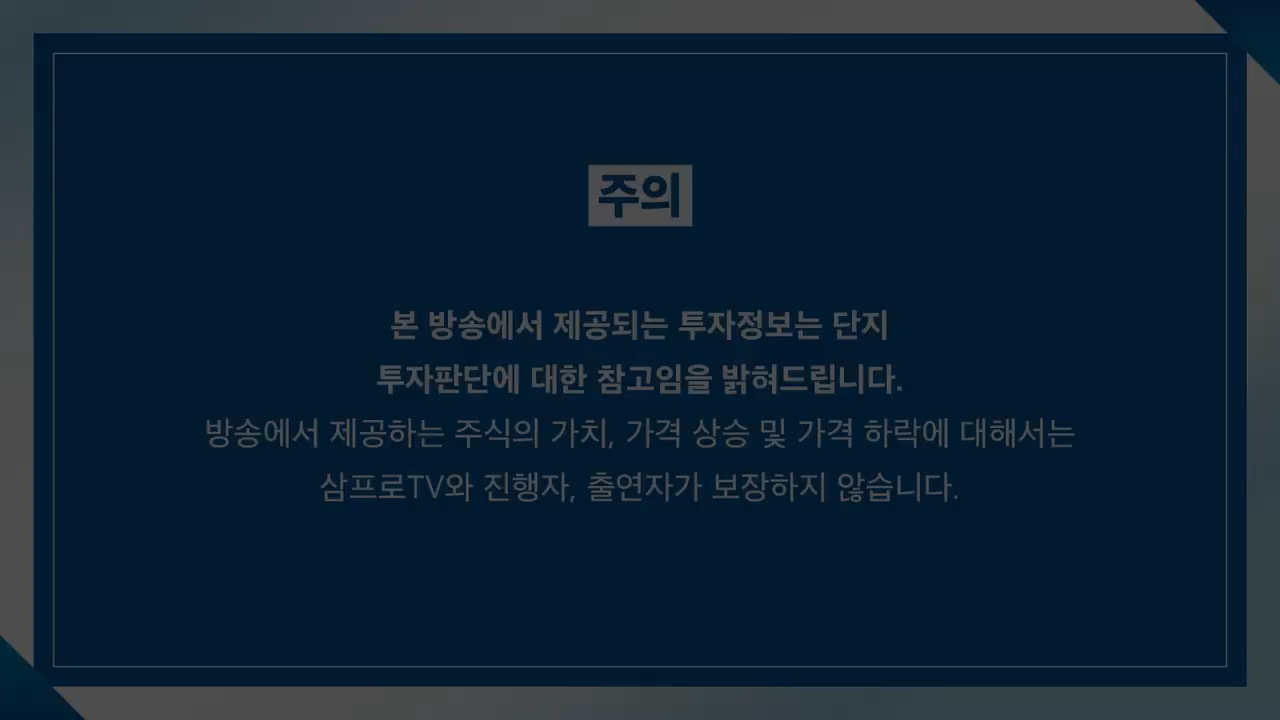 주의
본 방송에서 제공되는 투자정보는 단지
투자판단에 대한 참고임을 밝혀드립니다.
방송에서 제공하는 주식의 가치, 가격 상승 및 가격 하락에 대해서는
삼프로TV와 진행자, 출연자가 보장하지 않습니다.